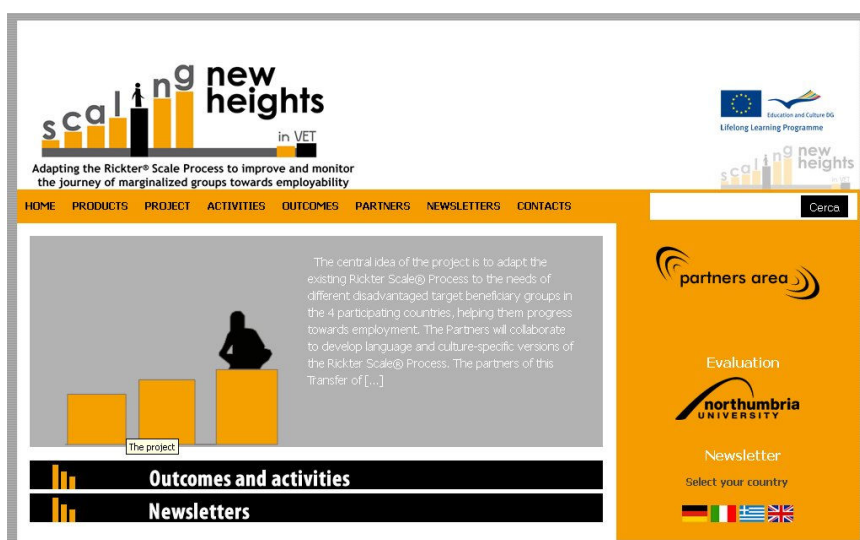 scaling new heights
in VET
Adapting the Rickter® Scale Process to improve and monitor
the journey of marginalized groups towards employability
Education and Culture DG
Lifelong Learning Programme
scaling new heights
in VET
HOME PRODUCTS PROJECT ACTIVITIES OUTCOMES PARTNERS NEWSLETTERS CONTACTS
Cerca
The central idea of the project is to adapt the
existing Rickter Scale® Process to the needs of
different disadvantaged target beneficiary groups in
the 4 participating countries, helping them progress
towards employment. The Partners will collaborate
to develop language and culture-specific versions of
the Rickter Scale® Process. The partners of this
Transfer of [...]
The project
Outcomes and activities
Newsletters
partners area
Evaluation
northumbria
UNIVERSITY
Newsletter
Select your country